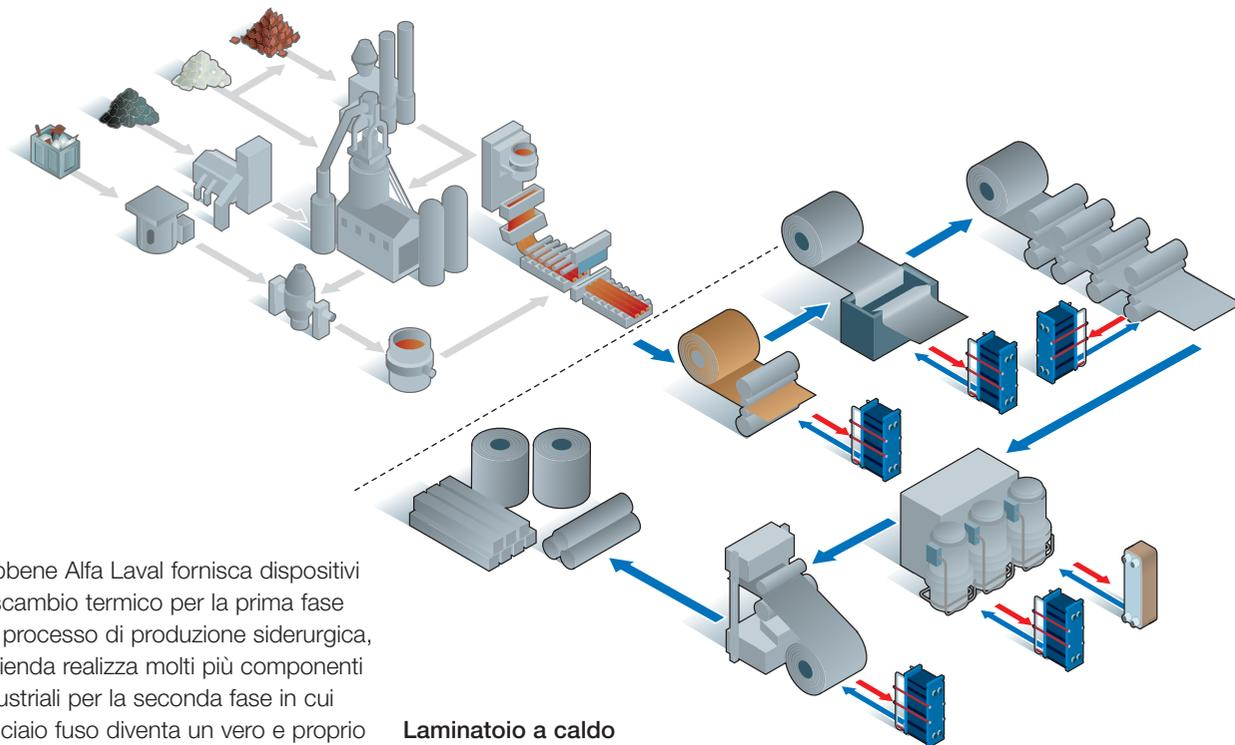 bbene Alfa Laval fornisca dispositivi
scambio termico per la prima fase
processo di produzione siderurgica,
ienda realizza molti più componenti
ustriali per la seconda fase in cui
ciaio fuso diventa un vero e proprio
Laminatoio a caldo